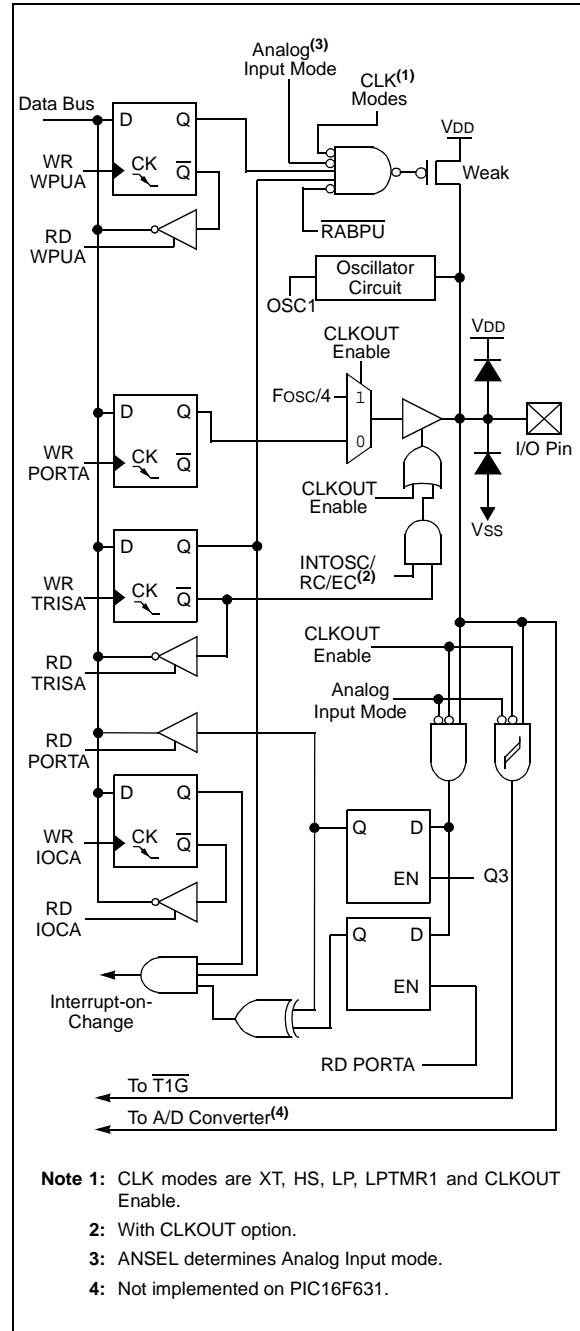 Analog(3)
Input Mode
CLK(1)
Modes
Data Bus
VDD
D Q
CK Q
WR
WPUA
Weak
RD
WPUA
RABPU
Oscillator
Circuit
OSC1
CLKOUT
Enable
VDD
FOSC/4
1
0
D Q
CK Q
WR
PORTA
I/O Pin
CLKOUT
Enable
VSS
D Q
CK Q
WR
TRISA
INTOSC/
RC/EC(2)
RD
TRISA
CLKOUT
Enable
Analog
Input Mode
RD
PORTA
D Q
CK Q
WR
IOCA
Q D
EN
Q3
RD
IOCA
Q D
EN
Interrupt-on-
Change
RD PORTA
To T1G
To A/D Converter(4)
Note 1: CLK modes are XT, HS, LP, LPTMR1 and CLKOUT
Enable.
2: With CLKOUT option.
3: ANSEL determines Analog Input mode.
4: Not implemented on PIC16F631.